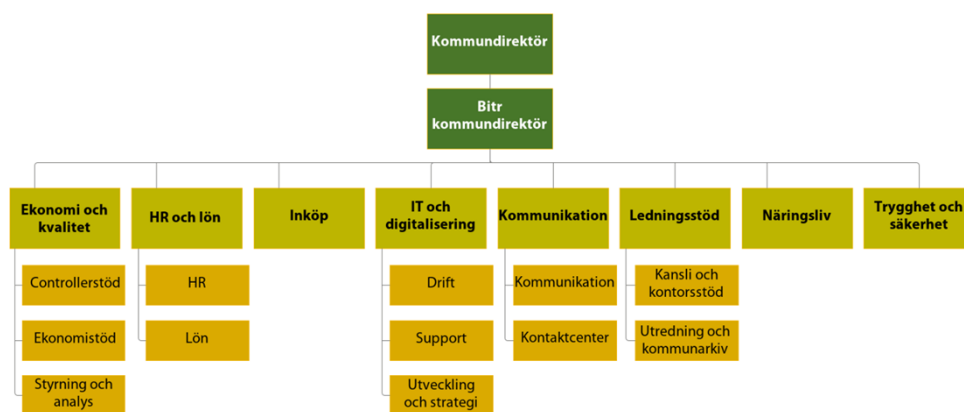 Kommundirektör
Bitr
kommundirektör
Ekonomi och
kvalitet
HR och lön
Inköp
IT och
digitalisering
Kommunikation
Ledningsstöd
Näringsliv
Trygghet och
säkerhet
Controllerstöd
Ekonomistöd
Styrning och
analys
HR
Lön
Drift
Support
Utveckling
och strategi
Kommunikation
Kontaktcenter
Kansli och
kontorsstöd
Utredning och
kommunarkiv